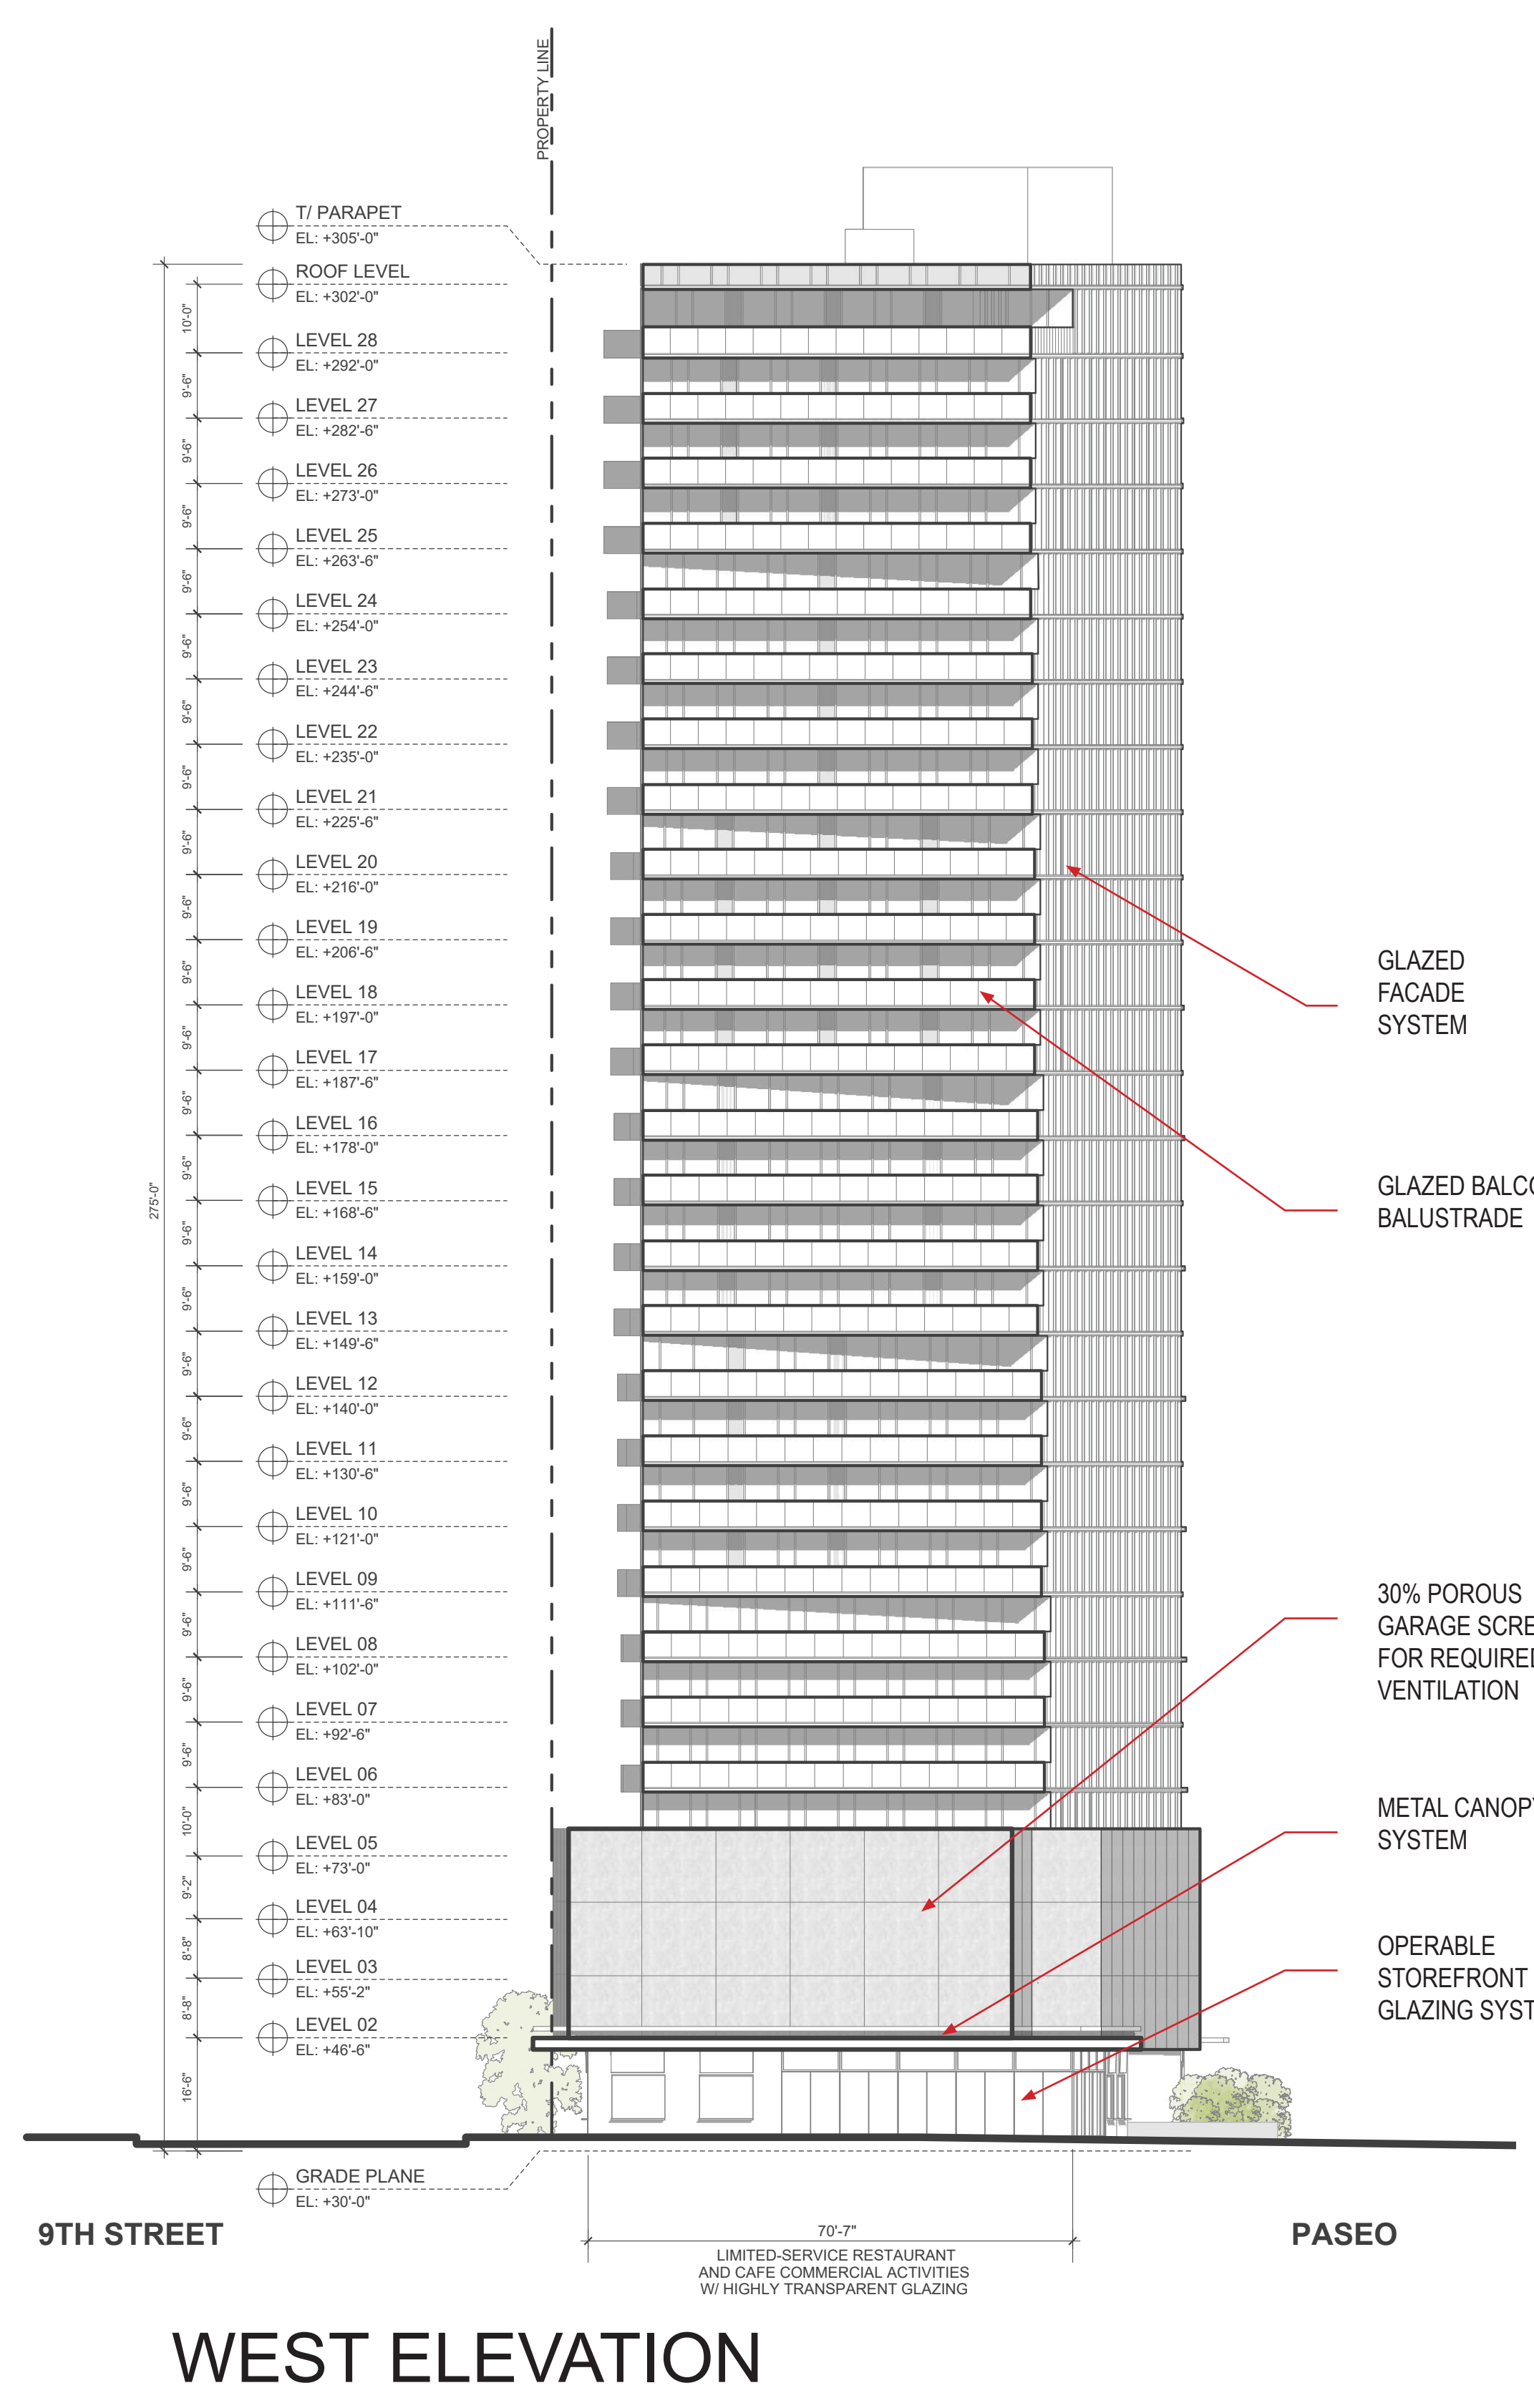 PROPERTY LINE
T/ PARAPET
EL: +305'-0"
ROOF LEVEL
EL: +302'-0"
10'-0"
LEVEL 28
EL: +292'-0"
9'-6"
LEVEL 27
EL: +282'-6"
9'-6"
LEVEL 26
EL: +273'-0"
9'-6"
LEVEL 25
EL: +263'-6"
9'-6"
LEVEL 24
EL: +254'-0"
9'-6"
LEVEL 23
EL: +244'-6"
9'-6"
LEVEL 22
EL: +235'-0"
9'-6"
LEVEL 21
EL: +225'-6"
9'-6"
LEVEL 20
EL: +216'-0"
9'-6"
LEVEL 19
EL: +206'-6"
9'-6"
LEVEL 18
EL: +197'-0"
9'-6"
LEVEL 17
EL: +187'-6"
9'-6"
LEVEL 16
EL: +178'-0"
9'-6"
LEVEL 15
EL: +168'-6"
275'-0"
9'-6"
LEVEL 14
EL: +159'-0"
9'-6"
LEVEL 13
EL: +149'-6"
9'-6"
LEVEL 12
EL: +140'-0"
9'-6"
LEVEL 11
EL: +130'-6"
9'-6"
LEVEL 10
EL: +121'-0"
9'-6"
LEVEL 09
EL: +111'-6"
9'-6"
LEVEL 08
EL: +102'-0"
9'-6"
LEVEL 07
EL: +92'-6"
9'-6"
LEVEL 06
EL: +83'-0"
10'-0"
LEVEL 05
EL: +73'-0"
9'-2"
LEVEL 04
EL: +63'-10"
8'-8"
LEVEL 03
EL: +55'-2"
8'-8"
LEVEL 02
EL: +46'-6"
16'-6"
GRADE PLANE
EL: +30'-0"
GLAZED
FACADE
SYSTEM
GLAZED BALCO
BALUSTRADE
30% POROUS
GARAGE SCRE
FOR REQUIRED
VENTILATION
METAL CANOPY
SYSTEM
OPERABLE
STOREFRONT
GLAZING SYST
9TH STREET
70'-7"
LIMITED-SERVICE RESTAURANT
AND CAFE COMMERCIAL ACTIVITIES
W/ HIGHLY TRANSPARENT GLAZING
PASEO
WEST ELEVATION